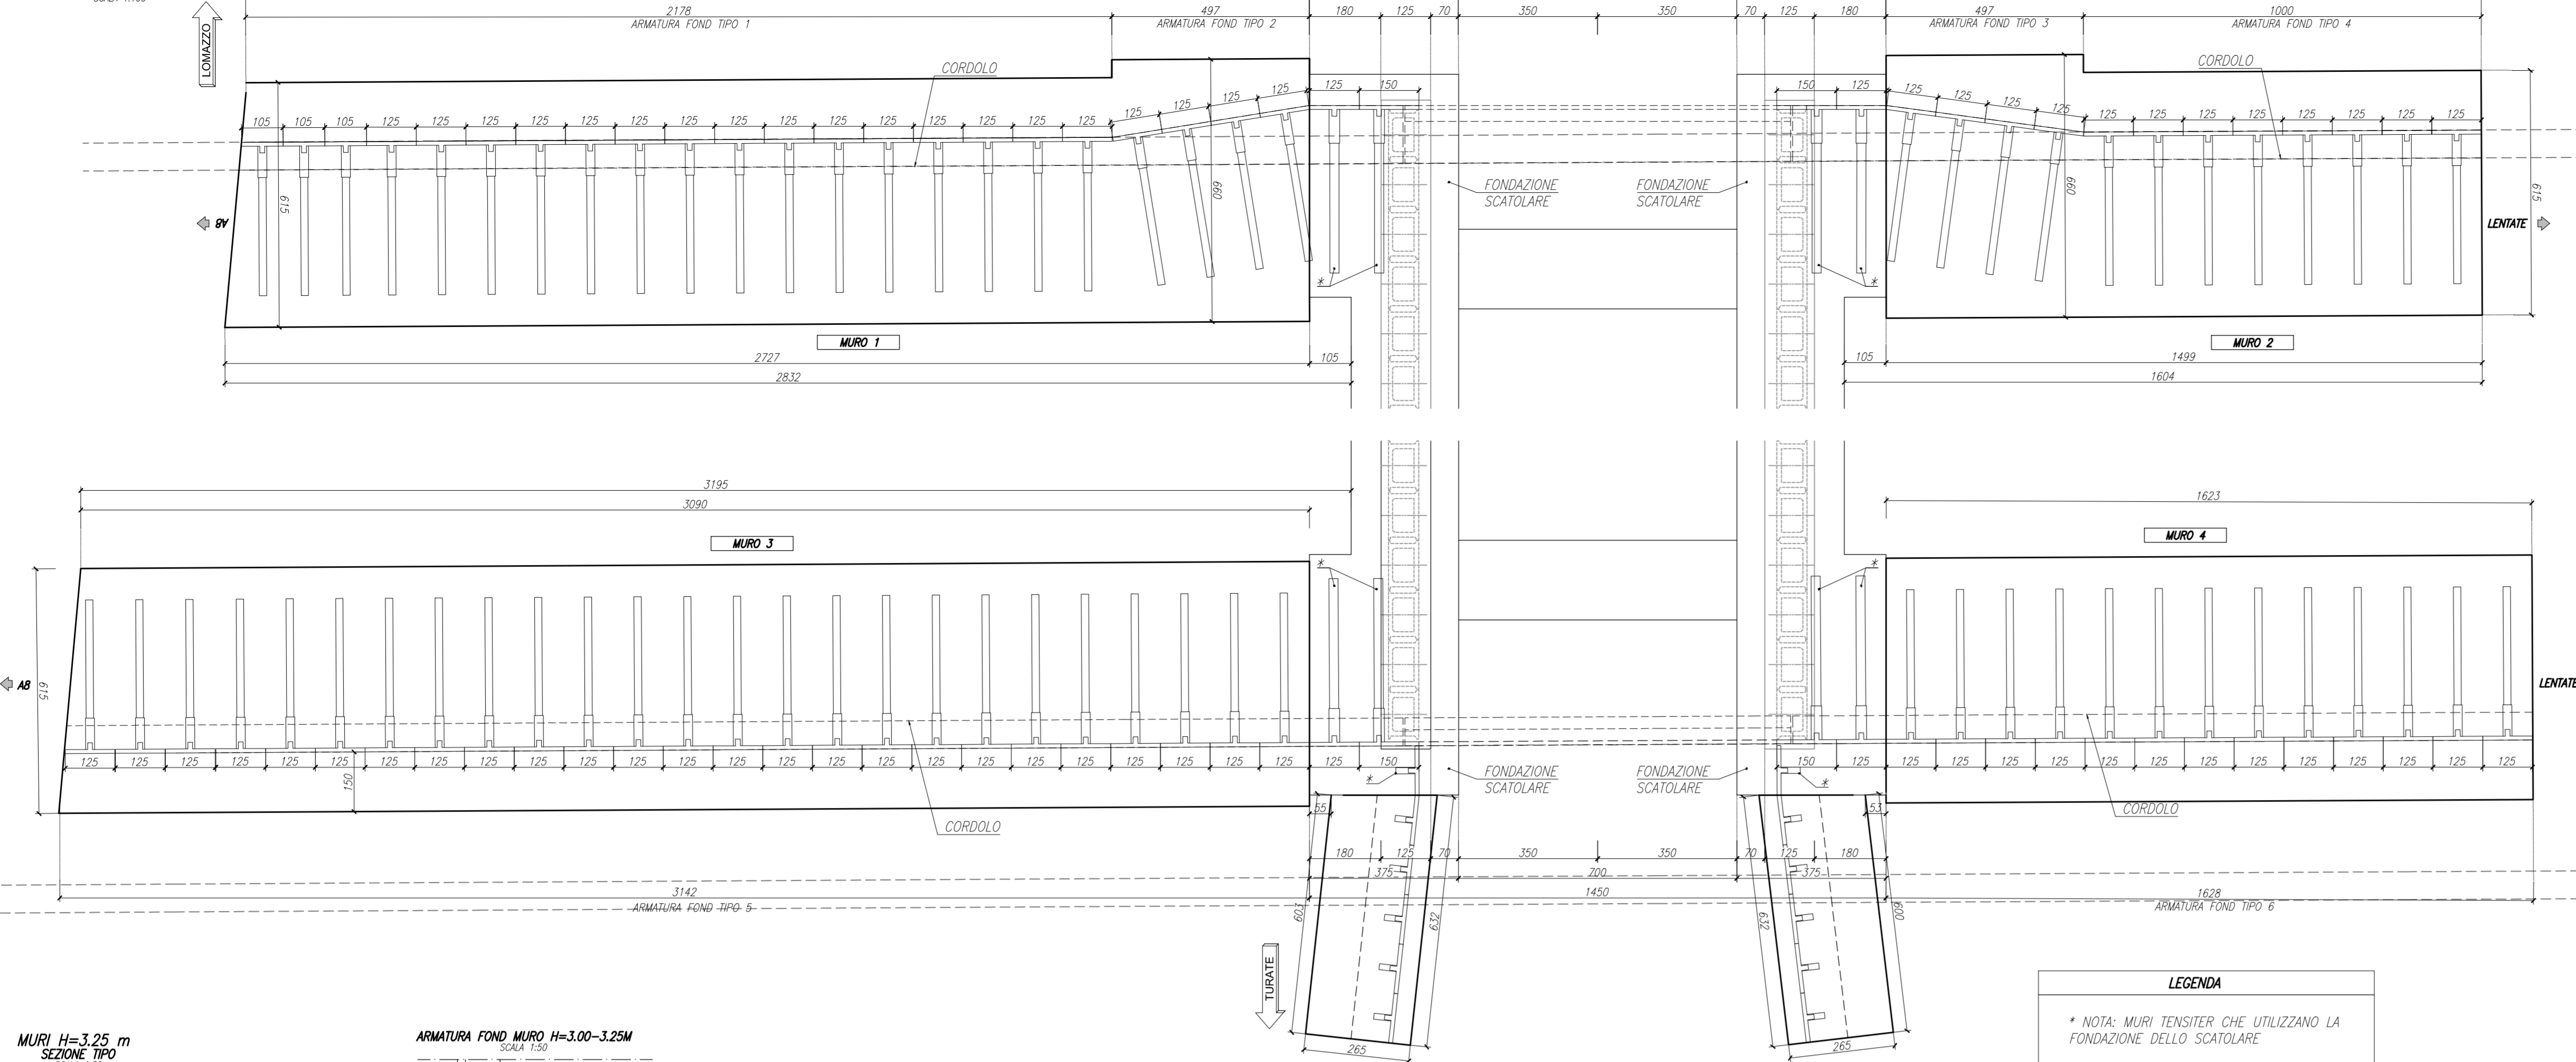 2178 497 180 125 70 350 350 70 125 180 497 1000
ARMATURA FOND TIPO 1 ARMATURA FOND TIPO 2 ARMATURA FOND TIPO 3 ARMATURA FOND TIPO 4
LOMAZZO
CORDOLO CORDOLO
125 150 150 125
125 125 125 125 125 125 125 125
105 105 105 125 125 125 125 125 125 125 125 125 125 125 125 125 125 125 125 125 125 125 125 125 125 125
615 660 660 615
FONDAZIONE
SCATOLARE
FONDAZIONE
SCATOLARE
A8 LENTATE
* * 
MURO 1 MURO 2
2727 105 105 1499
2832 1604
3195
3090 1623
MURO 3 MURO 4
* *
A8 615 LENTATE
125 125 125 125 125 125 125 125 125 125 125 125 125 125 125 125 125 125 125 125 125 125 125 125 125 125 150 150 125 125 125 125 125 125 125 125 125 125 125 125 125 125
150
* *
FONDAZIONE
SCATOLARE
FONDAZIONE
SCATOLARE
55 53
CORDOLO CORDOLO
180 125 70 350 350 70 125 180
375 700 375
3142 1450 1628
ARMATURA FOND TIPO 5 ARMATURA FOND TIPO 6
603 632 632 600
TURATE
265 265
LEGENDA
* NOTA: MURI TENSITER CHE UTILIZZANO LA
FONDAZIONE DELLO SCATOLARE
MURI H=3.25 m
SEZIONE TIPO
ARMATURA FOND MURO H=3.00-3.25M
SCALA 1:50